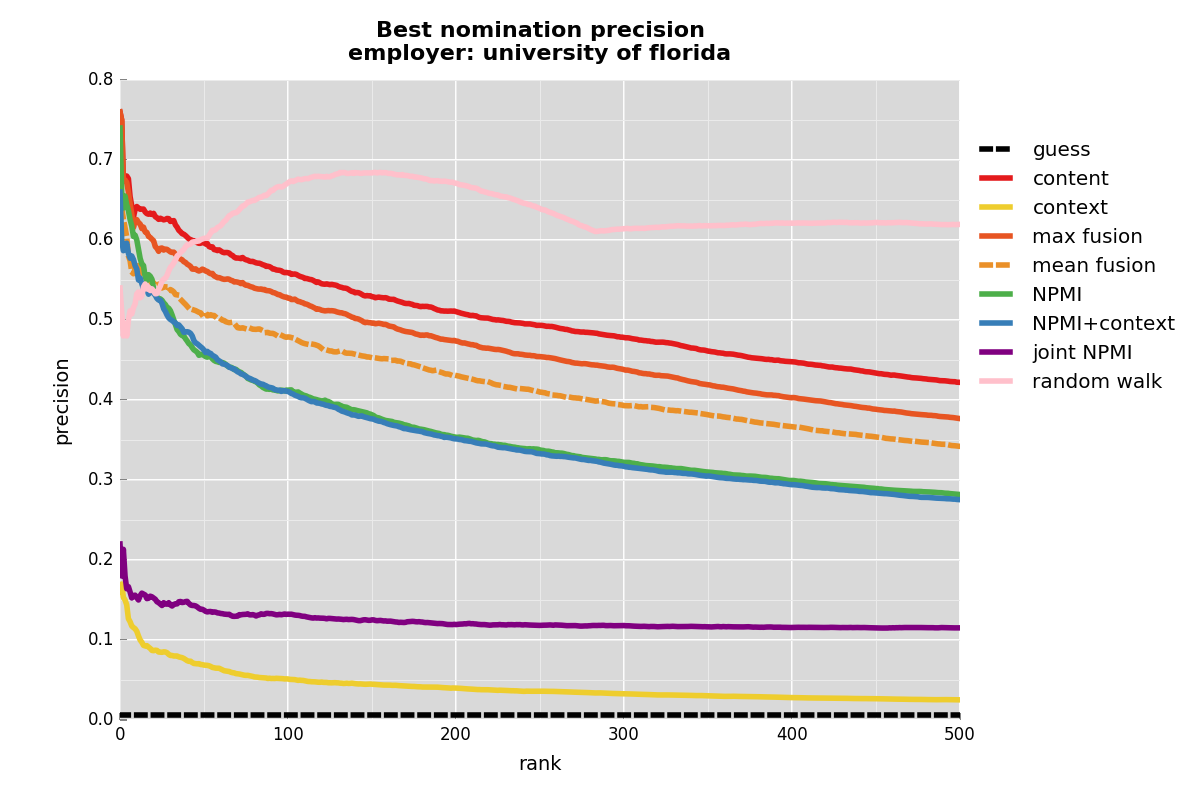 Best nomination precision
employer: university of florida
precision
0.8
0.7
0.6
0.5
0.4
0.3
0.2
0.1
0.0
0
100
200
300
400
500
rank
guess
content
context
max fusion
mean fusion
NPMI
NPMI+context
joint NPMI
random walk